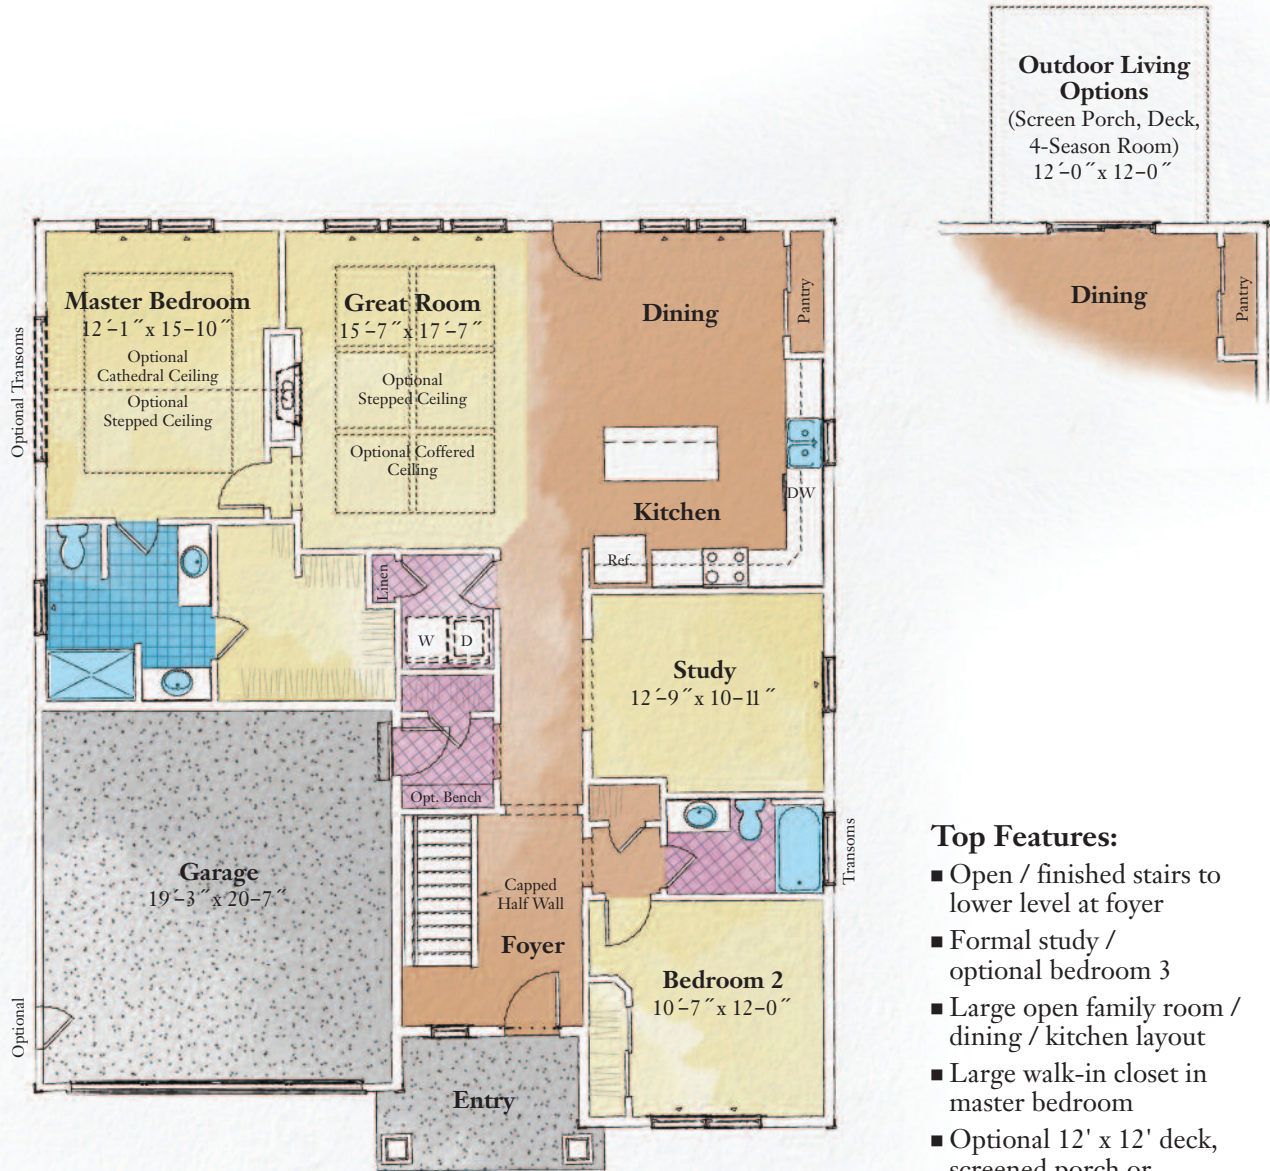 Outdoor Living
Options
(Screen Porch, Deck,
4-Season Room)
12´-0˝ x 12-0˝
Dining
Pantry
Master Bedroom
12´-1˝ x 15-10˝
Optional
Cathedral Ceiling
Optional
Stepped Ceiling
Optional Transoms
Great Room
15´-7˝ x 17´-7˝
Optional
Stepped Ceiling
Optional Coffered
Ceiling
Dining
Pantry
Kitchen
DW
Ref.
Linen
W
D
Study
12´-9˝ x 10-11˝
Opt. Bench
Garage
19´-3˝ x 20-7˝
Capped
Half Wall
Foyer
Transoms
Bedroom 2
10´-7˝ x 12-0˝
Optional
Entry
Top Features:
■ Open / finished stairs to
lower level at foyer
■ Formal study /
optional bedroom 3
■ Large open family room /
dining / kitchen layout
■ Large walk-in closet in
master bedroom
■ Optional 12' x 12' deck,
screened porch or